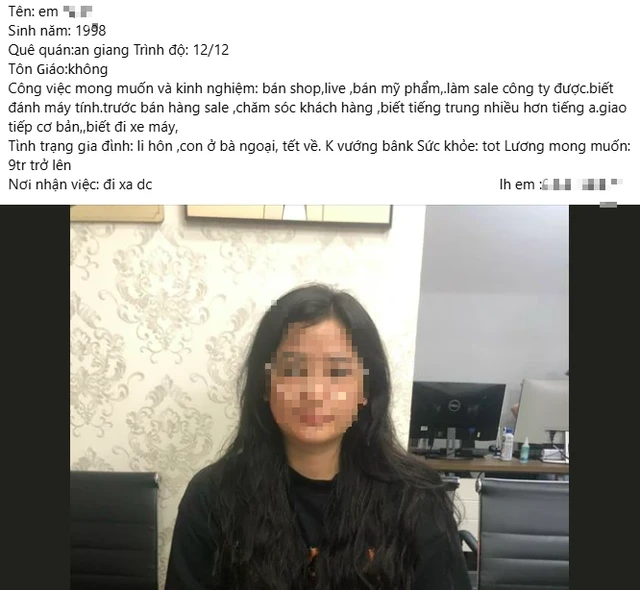 Tên: em
Sinh năm: 1998
Quê quán:an giang Trình độ: 12/12
Tôn Giáo:không
Công việc mong muốn và kinh nghiệm: bán shop,live ,bán mỹ phẩm,.làm sale công ty được.biết
đánh máy tính.trước bán hàng sale ,chăm sóc khách hàng ,biết tiếng trung nhiều hơn tiếng a.giao
tiếp cơ bản,,biết đi xe máy,
Tình trạng gia đình: li hôn ,con ở bà ngoại, tết về. K vướng bânk Sức khỏe: tot Lương mong muốn:
9tr trở lên
Nơi nhận việc: đi xa dc lh em :
DELL